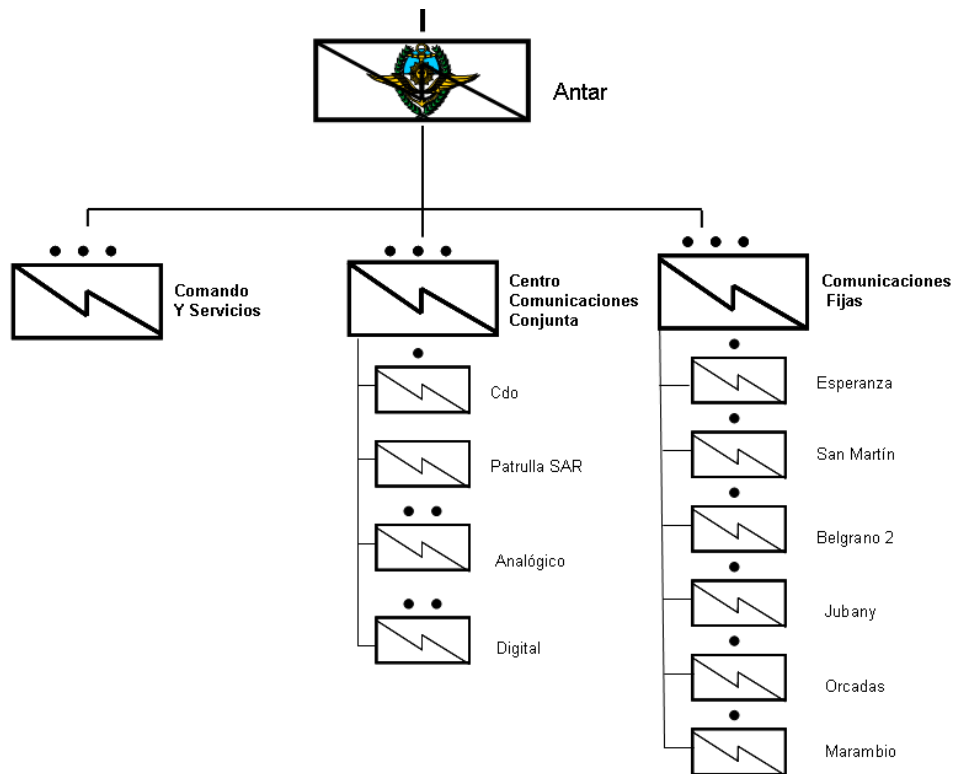 Antar
Comando
Y Servicios
Centro
Comunicaciones
Conjunta
Comunicaciones
Fijas
Cdo
Patrulla SAR
Analógico
Digital
Esperanza
San Martín
Belgrano 2
Jubany
Orcadas
Marambio